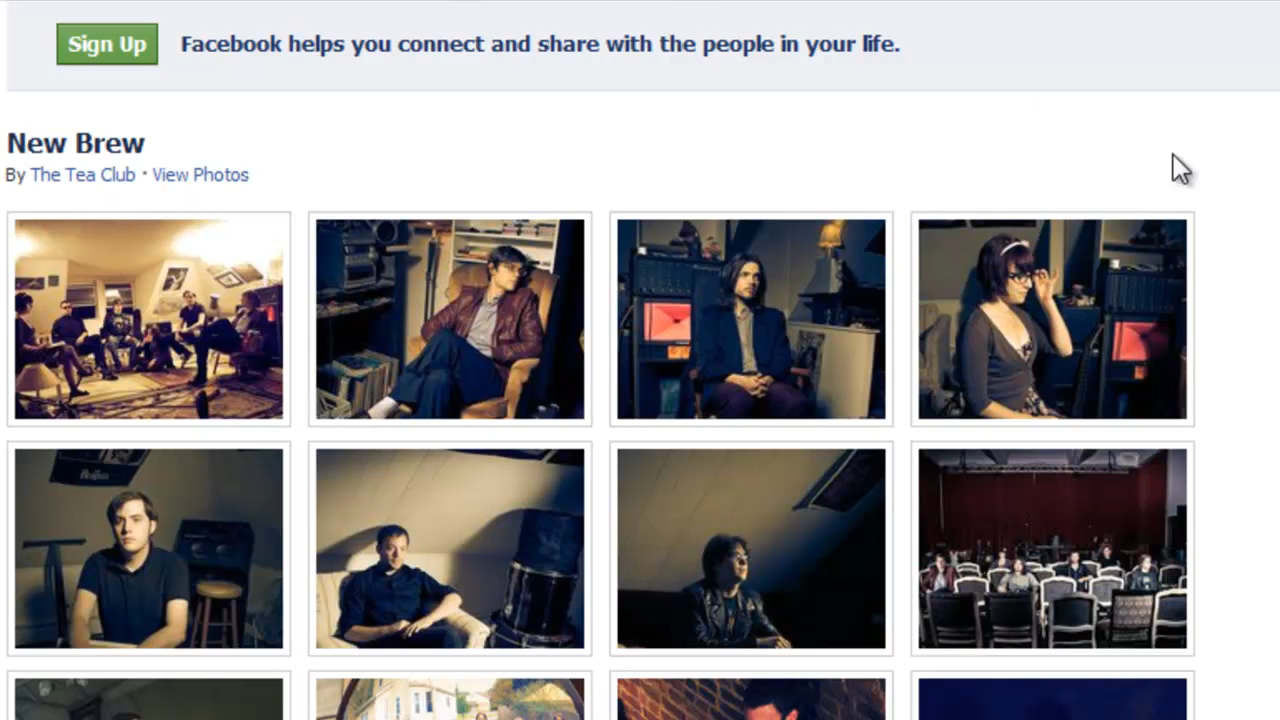 Sign Up Facebook helps you connect and share with the people in your life.
New Brew
By The Tea Club · View Photos